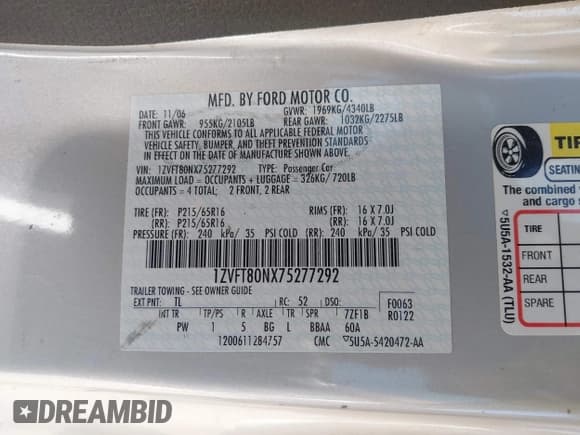 MFD. BY FORD MOTOR CO.
DATE: 11/06 GVWR: 1969KG/4340LB
FRONT GAWR: 955KG/2105LB REAR GAWR: 1032KG/2275LB
THIS VEHICLE CONFORMS TO ALL APPLICABLE FEDERAL MOTOR
VEHICLE SAFETY, BUMPER, AND THEFT PREVENTION STANDARDS
IN EFFECT ON THE DATE OF MANUFACTURE SHOWN ABOVE.
VIN: 1ZVFT80NX75277292 TYPE: Passenger Car
MAXIMUM LOAD = OCCUPANTS + LUGGAGE = 326KG/720LB
OCCUPANTS = 4 TOTAL; 2 FRONT, 2 REAR
TIRE (FR): P215/65R16 RIMS (FR): 16 X 7.0J
(RR): P215/65R16 (RR): 16 X 7.0J
PRESSURE (FR): 240 kPa/ 35 PSI COLD (RR) 240 kPa/ 35 PSI COLD
1ZVFT80NX75277292
TRAILER TOWING - SEE OWNER GUIDE
EXT PNT: TL RC: 52 DSO: F0063
INT TR TP/PS R AXLE TR SPR 7ZF1B R0122
PW 1 5 BG L BBAA 60A
1200611284757 CMC ▽5U5A-5420472-AA
TIR
SEATING
The combined
and cargo s
TIRE
FRONT
REAR
SPARE
▽5U5A-1532-AA (TLU)
DREAMBID